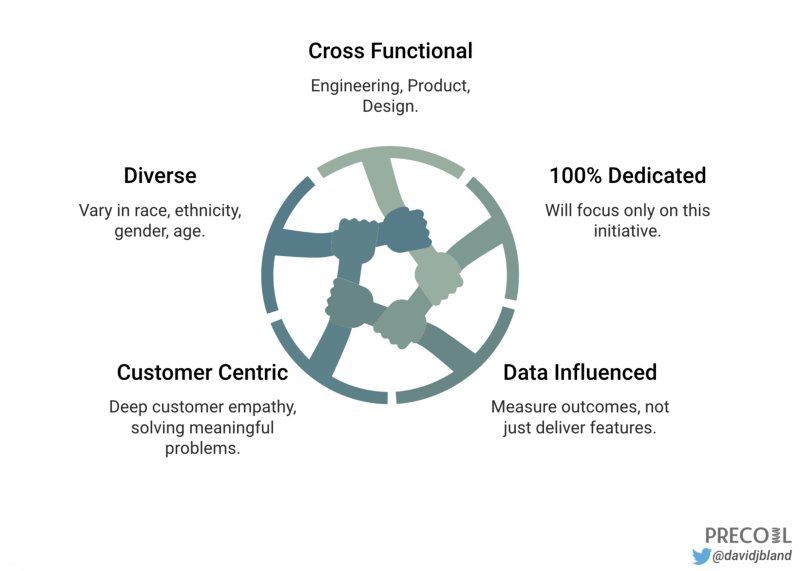 Cross Functional
Engineering, Product,
Design.
Diverse
Vary in race, ethnicity,
gender, age.
100% Dedicated
Will focus only on this
initiative.
Customer Centric
Deep customer empathy,
solving meaningful
problems.
Data Influenced
Measure outcomes, not
just deliver features.
PRECOIL
@davidjbland